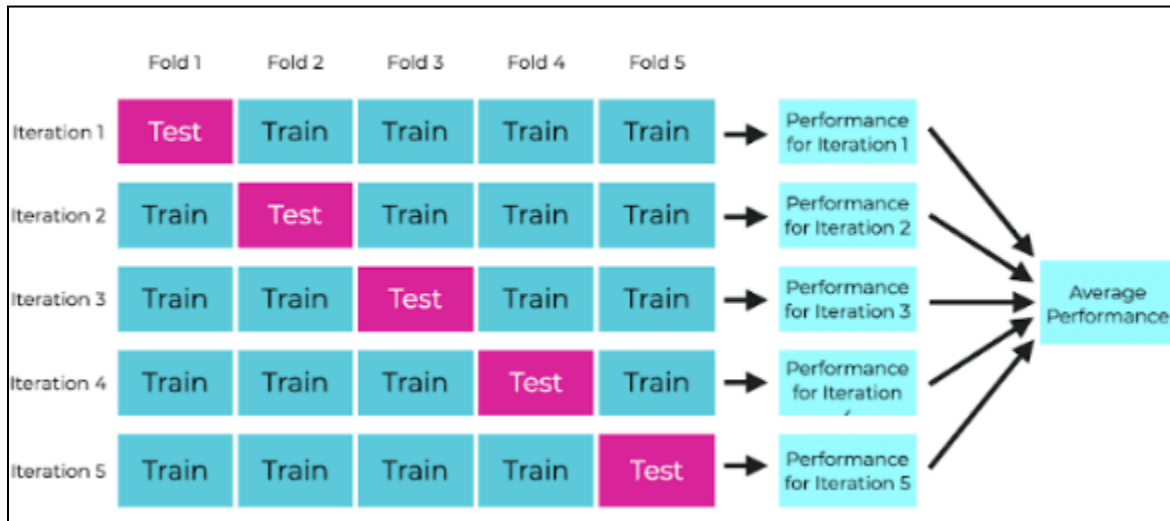 Fold 1 Fold 2 Fold 3 Fold 4 Fold 5
Iteration 1 Test Train Train Train Train Performance
for Iteration 1
Iteration 2 Train Test Train Train Train Performance
for Iteration 2
Iteration 3 Train Train Test Train Train Performance
for Iteration 3
Average
Performance
Iteration 4 Train Train Train Test Train Performance
for Iteration
Iteration 5 Train Train Train Train Test Performance
for Iteration 5